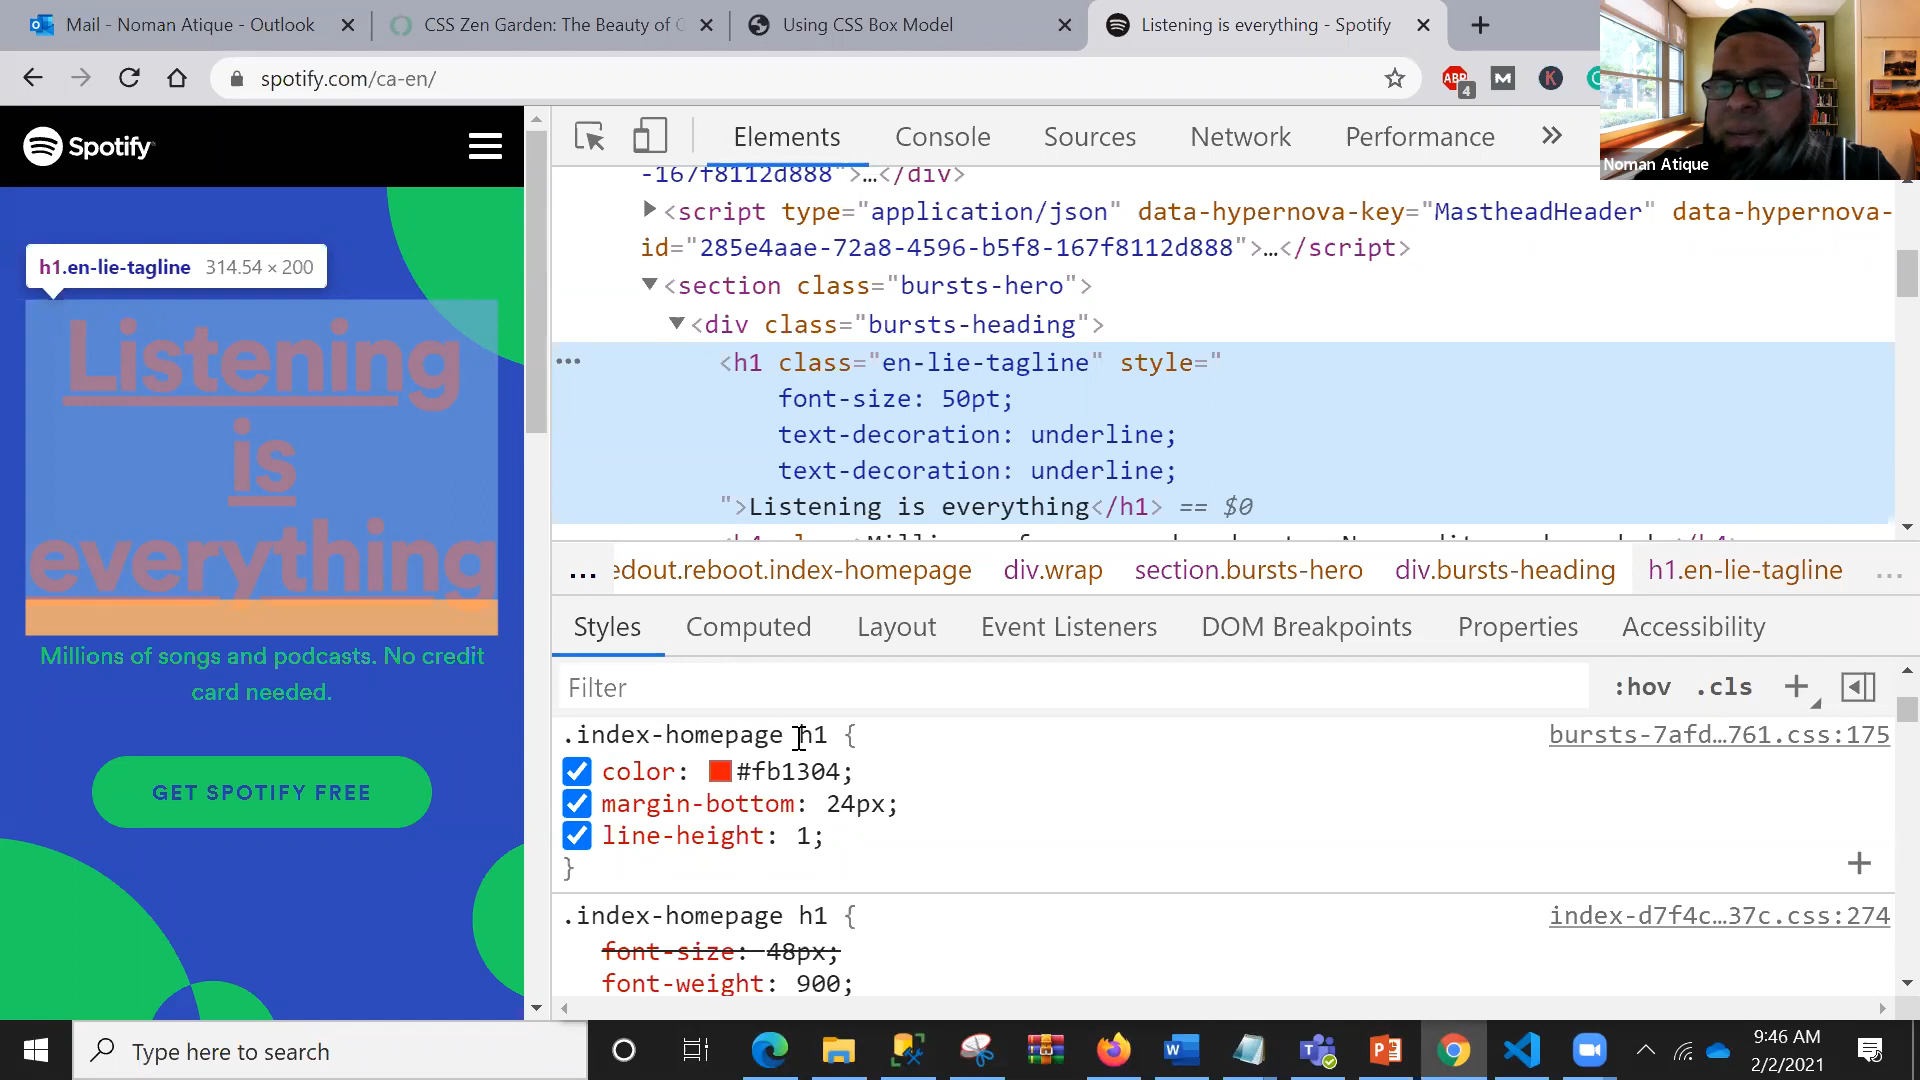 Mail - Noman Atique - Outlook
CSS Zen Garden: The Beauty of C
Using CSS Box Model
Listening is everything - Spotify
spotify.com/ca-en/
ABP
4
M
K
Noman Atique
Spotify
h1.en-lie-tagline 314.54 × 200
Listening
is
everything
Millions of songs and podcasts. No credit
card needed.
GET SPOTIFY FREE
Elements Console Sources Network Performance
-167f8112d888">…</div>
<script type="application/json" data-hypernova-key="MastheadHeader" data-hypernova-
id="285e4aae-72a8-4596-b5f8-167f8112d888">…</script>
<section class="bursts-hero">
<div class="bursts-heading">
<h1 class="en-lie-tagline" style="
font-size: 50pt;
text-decoration: underline;
text-decoration: underline;
">Listening is everything</h1> == $0
... edout.reboot.index-homepage div.wrap section.bursts-hero div.bursts-heading h1.en-lie-tagline ...
Styles Computed Layout Event Listeners DOM Breakpoints Properties Accessibility
Filter
:hov .cls
.index-homepage h1 { bursts-7afd…761.css:175
color: #fb1304;
margin-bottom: 24px;
line-height: 1;
}
.index-homepage h1 { index-d7f4c…37c.css:274
font-size: 48px;
font-weight: 900;
Type here to search
9:46 AM
2/2/2021